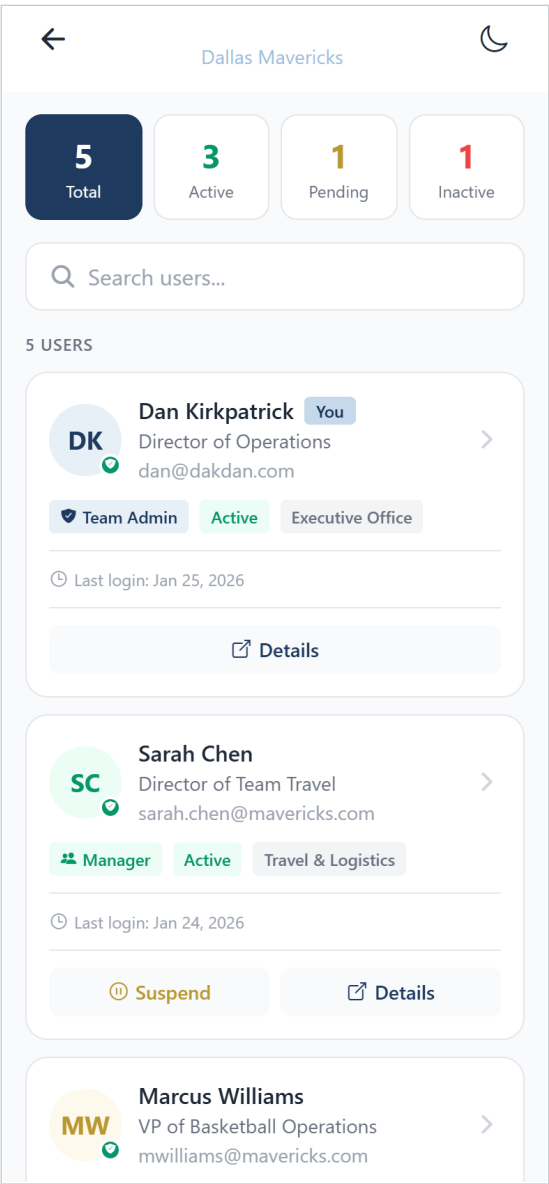 Dallas Mavericks
5
Total
3
Active
1
Pending
1
Inactive
Search users...
5 USERS
DK
Dan Kirkpatrick You
Director of Operations
dan@dakdan.com
Team Admin Active Executive Office
Last login: Jan 25, 2026
Details
SC
Sarah Chen
Director of Team Travel
sarah.chen@mavericks.com
Manager Active Travel & Logistics
Last login: Jan 24, 2026
Suspend Details
MW
Marcus Williams
VP of Basketball Operations
mwilliams@mavericks.com